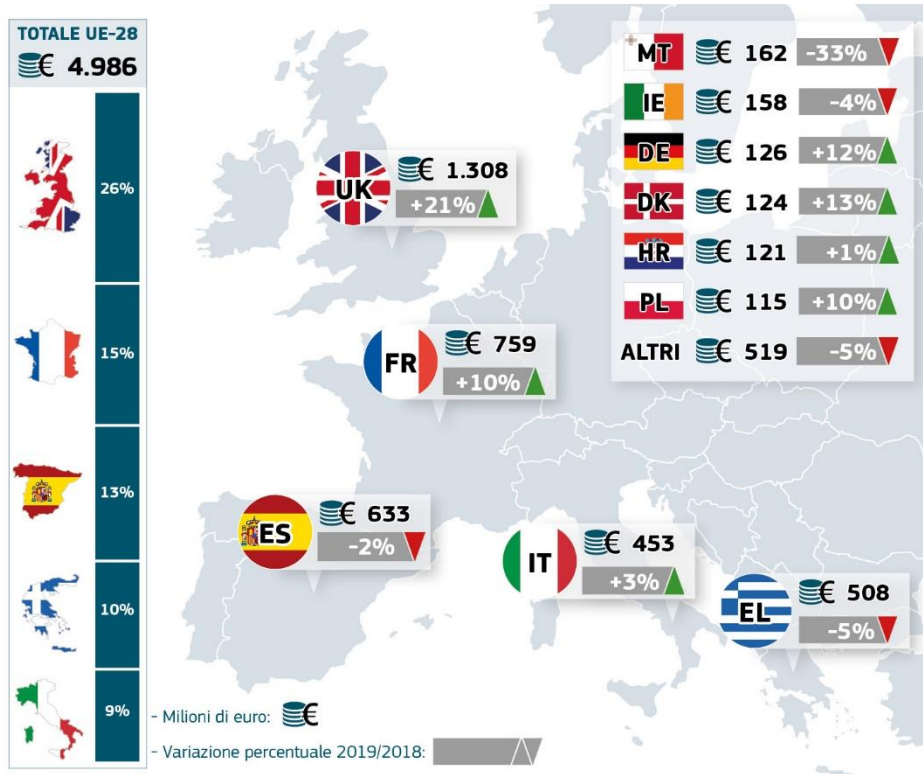 TOTALE UE-28
€ 4.986
26%
15%
13%
10%
9%
UK
€ 1.308
+21%
FR
€ 759
+10%
ES
€ 633
-2%
IT
€ 453
+3%
EL
€ 508
-5%
MT € 162 -33%
IE € 158 -4%
DE € 126 +12%
DK € 124 +13%
HR € 121 +1%
PL € 115 +10%
ALTRI € 519 -5%
- Milioni di euro: €
- Variazione percentuale 2019/2018: